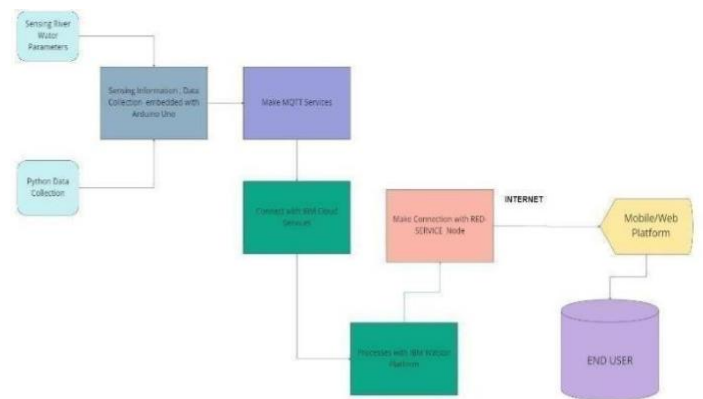 Sensing River
Water
Parameters
Sensing Information , Data
Collection embedded with
Arduino Uno
Make MQTT Services
Python Data
Collection
Connect with IBM Cloud
Services
Make Connection with RED-
SERVICE Node
INTERNET
Mobile/Web
Platform
Processes with IBM Watson
Platfrom
END USER